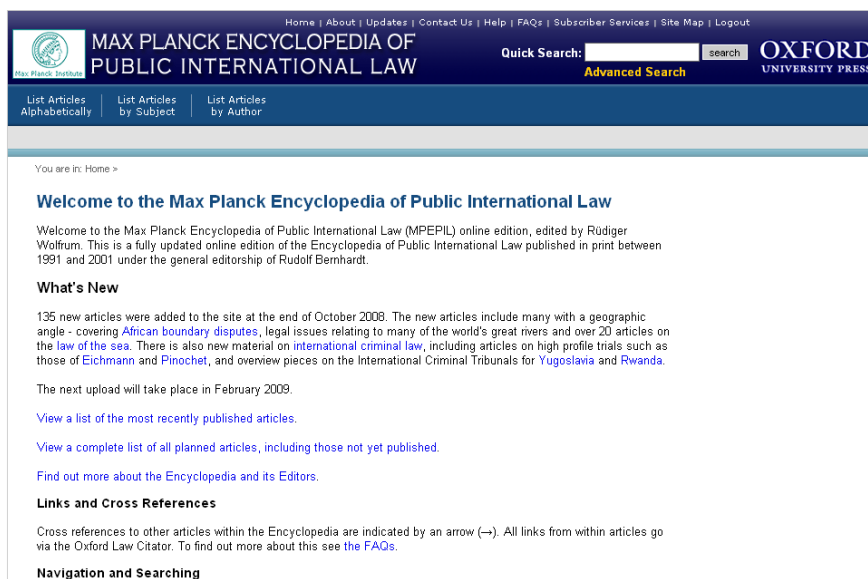 Home | About | Updates | Contact Us | Help | FAQs | Subscriber Services | Site Map | Logout
MAX PLANCK ENCYCLOPEDIA OF
PUBLIC INTERNATIONAL LAW
Max Planck Institute
Quick Search:
search
Advanced Search
OXFORD
UNIVERSITY PRESS
List Articles
Alphabetically
List Articles
by Subject
List Articles
by Author
You are in: Home >
Welcome to the Max Planck Encyclopedia of Public International Law
Welcome to the Max Planck Encyclopedia of Public International Law (MPEPIL) online edition, edited by Rüdiger
Wolfrum. This is a fully updated online edition of the Encyclopedia of Public International Law published in print between
1991 and 2001 under the general editorship of Rudolf Bernhardt.
What's New
135 new articles were added to the site at the end of October 2008. The new articles include many with a geographic
angle - covering African boundary disputes, legal issues relating to many of the world's great rivers and over 20 articles on
the law of the sea. There is also new material on international criminal law, including articles on high profile trials such as
those of Eichmann and Pinochet, and overview pieces on the International Criminal Tribunals for Yugoslavia and Rwanda.
The next upload will take place in February 2009.
View a list of the most recently published articles.
View a complete list of all planned articles, including those not yet published.
Find out more about the Encyclopedia and its Editors.
Links and Cross References
Cross references to other articles within the Encyclopedia are indicated by an arrow (→). All links from within articles go
via the Oxford Law Citator. To find out more about this see the FAQs.
Navigation and Searching